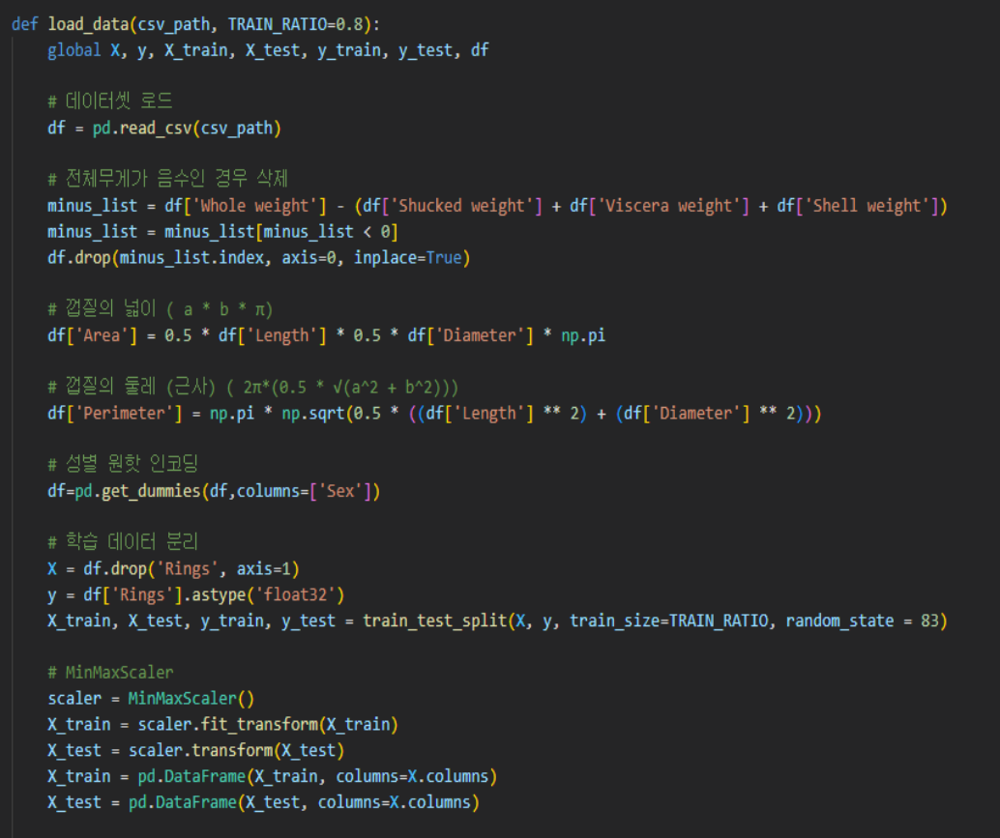 def load_data(csv_path, TRAIN_RATIO=0.8):
    global X, y, X_train, X_test, y_train, y_test, df

    # 데이터셋 로드
    df = pd.read_csv(csv_path)

    # 전체무게가 음수인 경우 삭제
    minus_list = df['Whole weight'] - (df['Shucked weight'] + df['Viscera weight'] + df['Shell weight'])
    minus_list = minus_list[minus_list < 0]
    df.drop(minus_list.index, axis=0, inplace=True)

    # 껍질의 넓이 ( a * b * π)
    df['Area'] = 0.5 * df['Length'] * 0.5 * df['Diameter'] * np.pi

    # 껍질의 둘레 (근사) ( 2π*(0.5 * √(a^2 + b^2)))
    df['Perimeter'] = np.pi * np.sqrt(0.5 * ((df['Length'] ** 2) + (df['Diameter'] ** 2)))

    # 성별 원핫 인코딩
    df=pd.get_dummies(df,columns=['Sex'])

    # 학습 데이터 분리
    X = df.drop('Rings', axis=1)
    y = df['Rings'].astype('float32')
    X_train, X_test, y_train, y_test = train_test_split(X, y, train_size=TRAIN_RATIO, random_state = 83)

    # MinMaxScaler
    scaler = MinMaxScaler()
    X_train = scaler.fit_transform(X_train)
    X_test = scaler.transform(X_test)
    X_train = pd.DataFrame(X_train, columns=X.columns)
    X_test = pd.DataFrame(X_test, columns=X.columns)